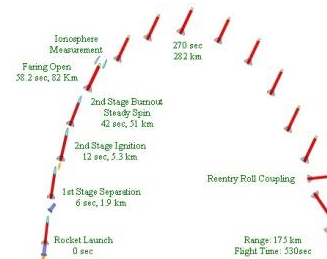 Ionosphere
Measurement
Faring Open
58.2 sec, 82 Km
270 sec
282 km
2nd Stage Burnout
Steady Spin
42 sec, 51 km
2nd Stage Ignition
12 sec, 5.3 km
1st Stage Separation
6 sec, 1.9 km
Reentry Roll Coupling
Rocket Launch
0 sec
Range: 175 km
Flight Time: 530sec